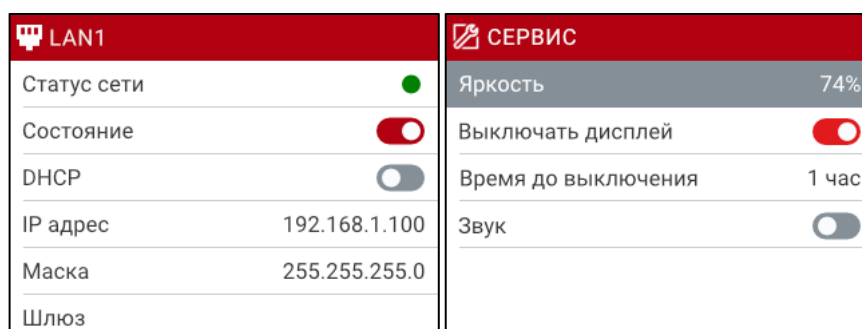 LAN1
Статус сети
Состояние
DHCP
IP адрес 192.168.1.100
Маска 255.255.255.0
Шлюз
СЕРВИС
Яркость 74%
Выключать дисплей
Время до выключения 1 час
Звук